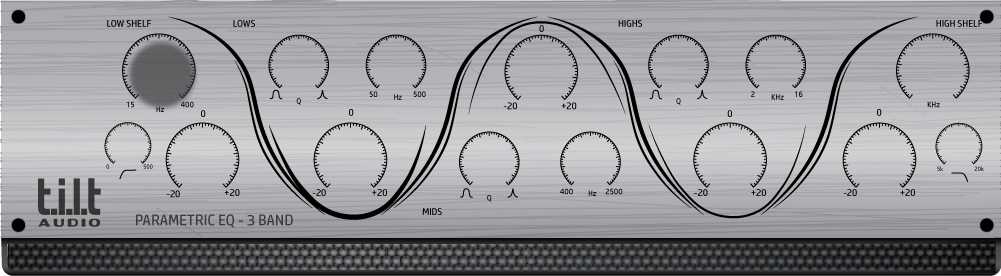 LOW SHELF
LOWS
HIGHS
HIGH SHELF
0
15 Hz 400
Q
50 Hz 500
-20 +20
Q
2 KHz 16
KHz
0
0
0
0
0 500
-20 +20
-20 +20
Q
400 Hz 2500
-20 +20
-20 +20
5k 20k
t.i.l.t
AUDIO
PARAMETRIC EQ - 3 BAND
MIDS